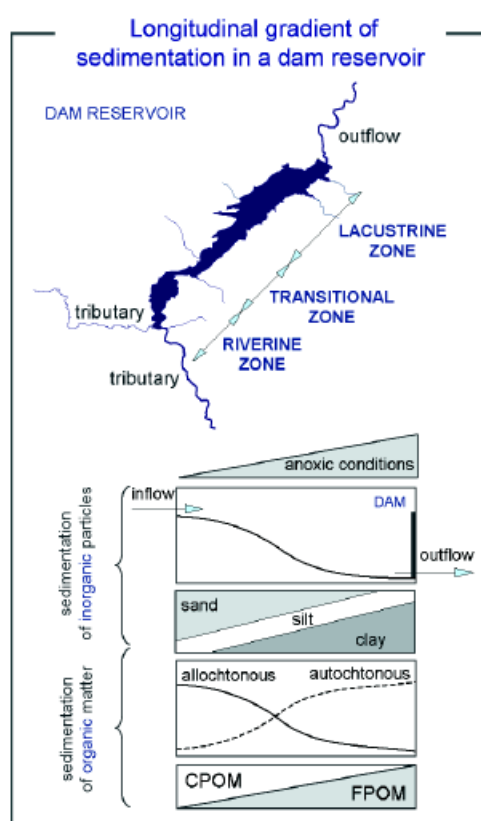 Longitudinal gradient of
sedimentation in a dam reservoir
DAM RESERVOIR
outflow
LACUSTRINE
ZONE
TRANSITIONAL
ZONE
tributary
RIVERINE
ZONE
tributary
anoxic conditions
inflow
DAM
outflow
sedimentation
of inorganic particles
sand
silt
clay
allochtonous autochtonous
sedimentation
of organic matter
CPOM
FPOM